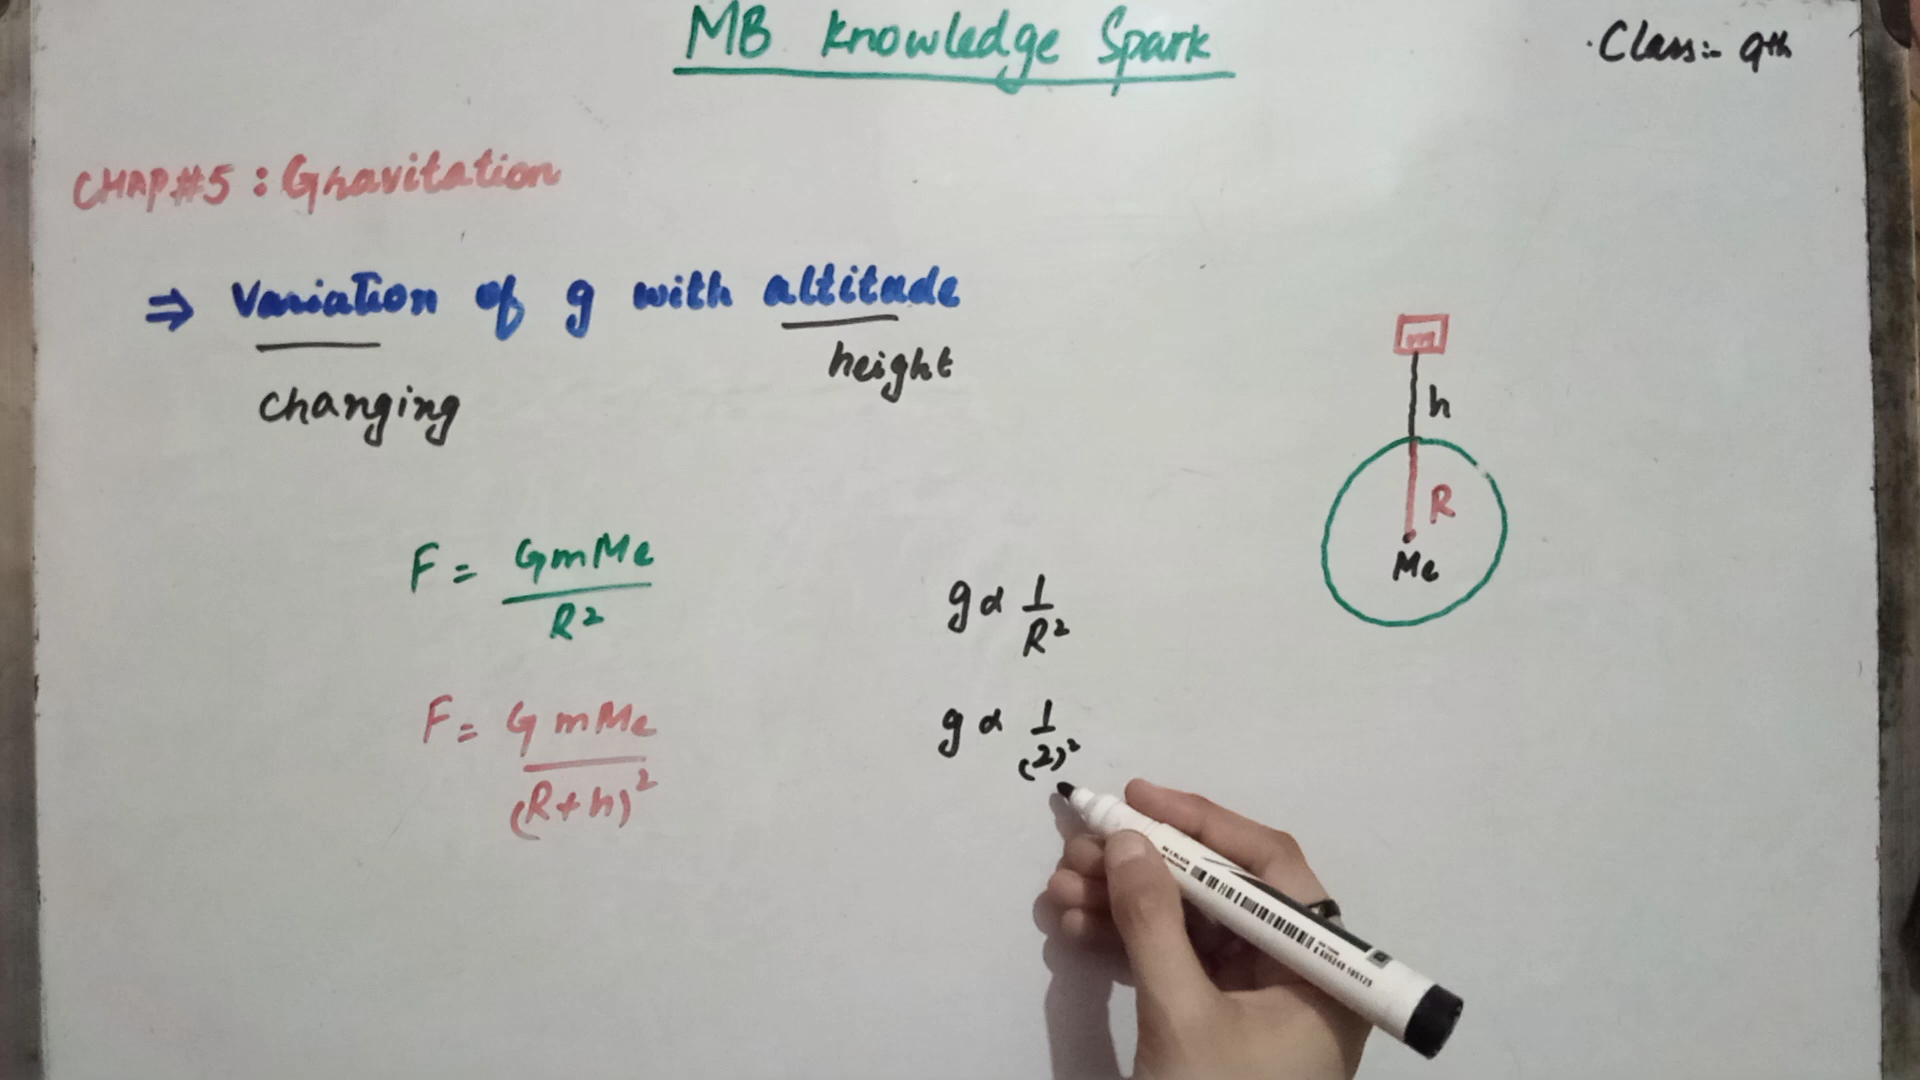 MB Knowledge Spark
Class:- 9th
CHAP#5 : Gravitation
⇒ Variation of g with altitude
height
changing
F = GmMe / R²
F = GmMe / (R+h)²
g ∝ 1 / R²
g ∝ 1 / (2)²
m
h
R
Me